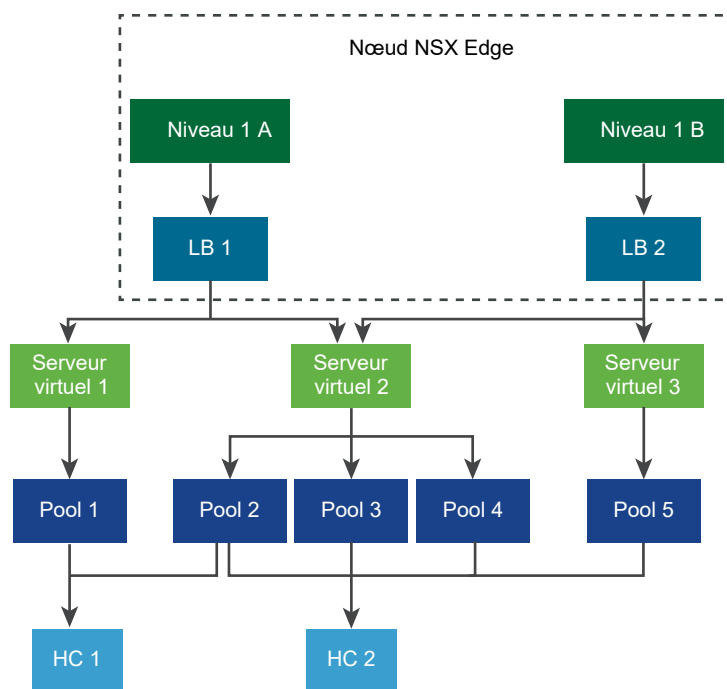 Nœud NSX Edge
Niveau 1 A
Niveau 1 B
LB 1
LB 2
Serveur
virtuel 1
Serveur
virtuel 2
Serveur
virtuel 3
Pool 1
Pool 2
Pool 3
Pool 4
Pool 5
HC 1
HC 2